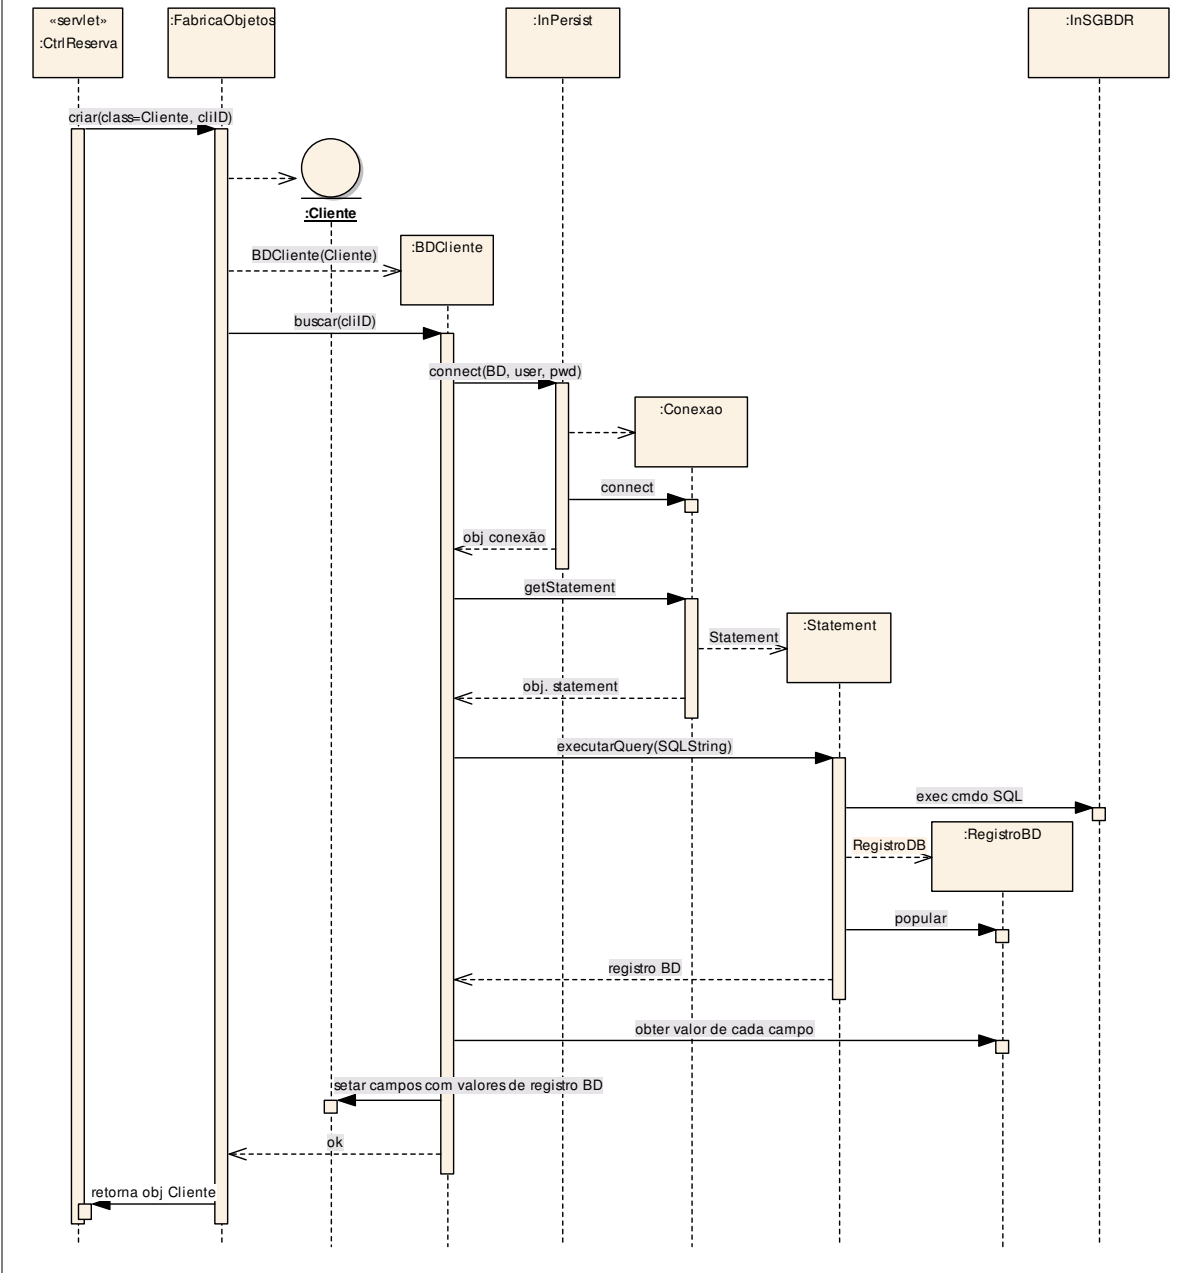 «servlet»
:CtrlReserva
:FabricaObjetos
:InPersist
:InSGBDR
criar(class=Cliente, cliID)
:Cliente
BDCliente(Cliente)
:BDCliente
buscar(cliID)
connect(BD, user, pwd)
:Conexao
connect
obj conexão
getStatement
Statement
:Statement
obj. statement
executarQuery(SQLString)
exec cmdo SQL
RegistroDB
:RegistroBD
popular
registro BD
obter valor de cada campo
setar campos com valores de registro BD
ok
retorna obj Cliente